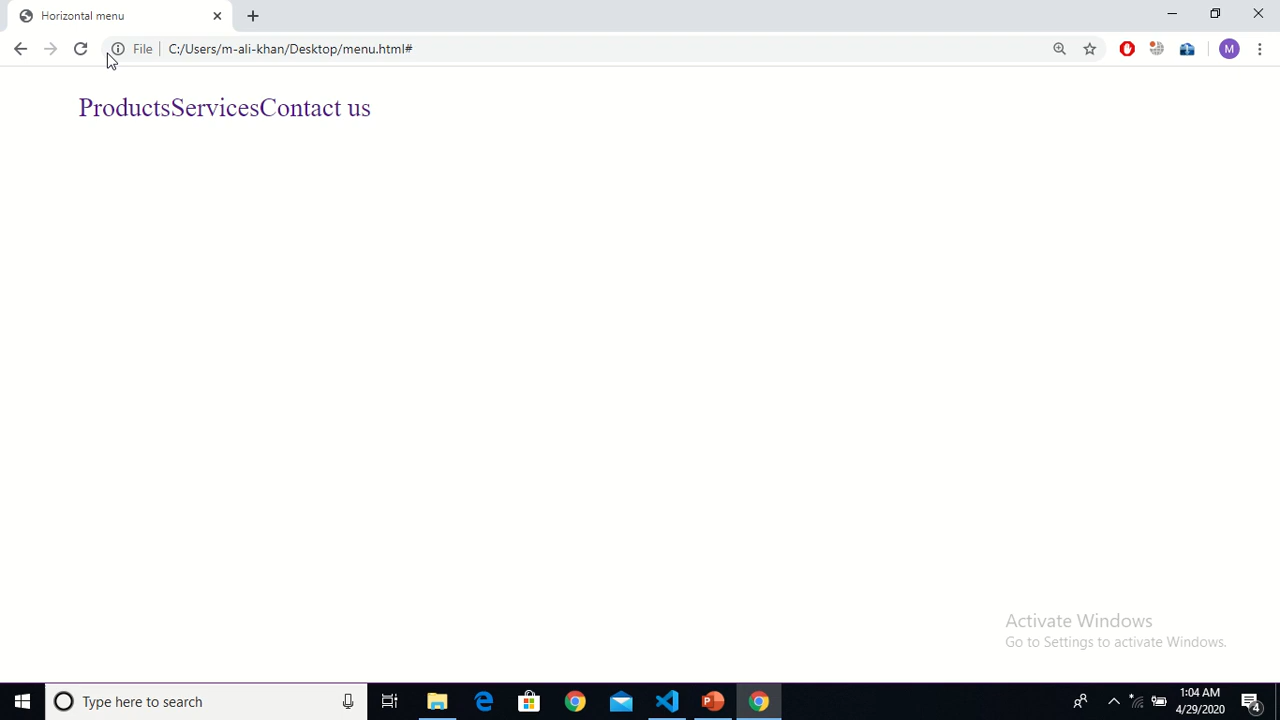 Horizontal menu
File
C:/Users/m-ali-khan/Desktop/menu.html#
M
ProductsServicesContact us
Activate Windows
Go to Settings to activate Windows.
Type here to search
1:04 AM
4/29/2020
4